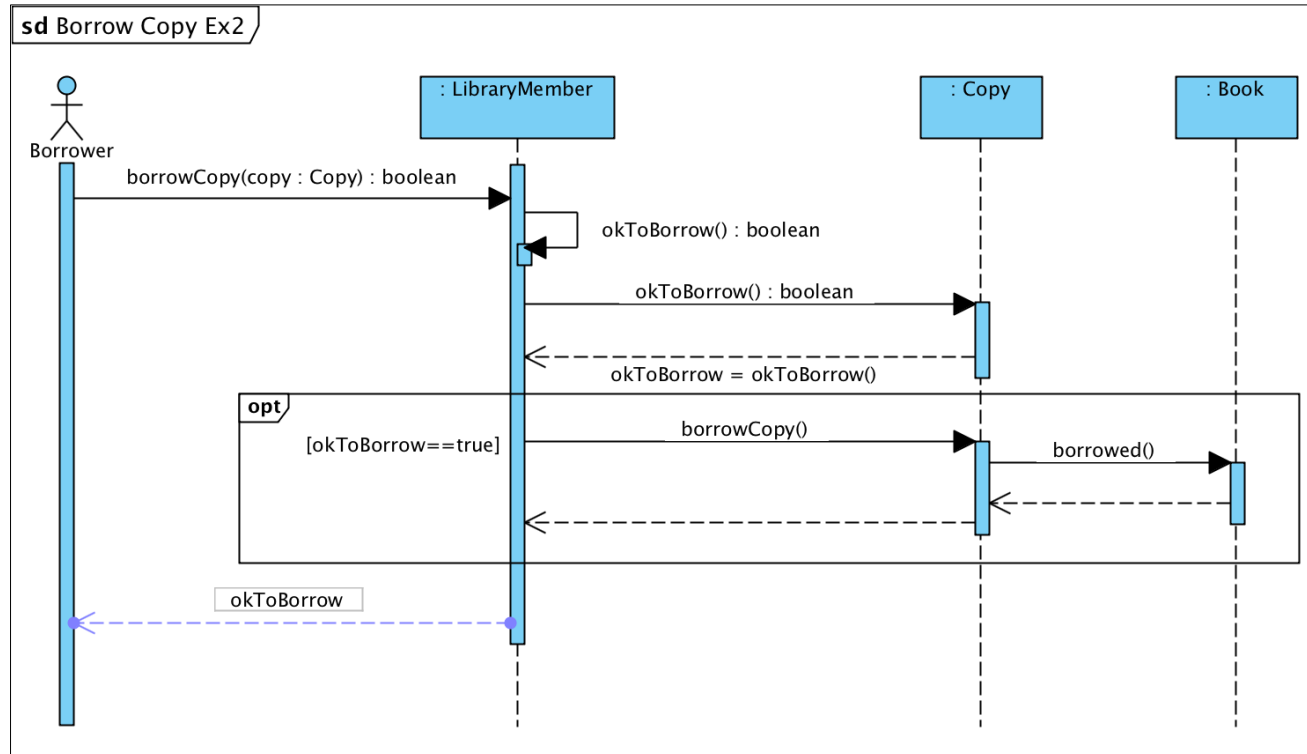 sd Borrow Copy Ex2
: LibraryMember
: Copy
: Book
Borrower
borrowCopy(copy : Copy) : boolean
okToBorrow() : boolean
okToBorrow() : boolean
okToBorrow = okToBorrow()
opt
[okToBorrow==true]
borrowCopy()
borrowed()
okToBorrow